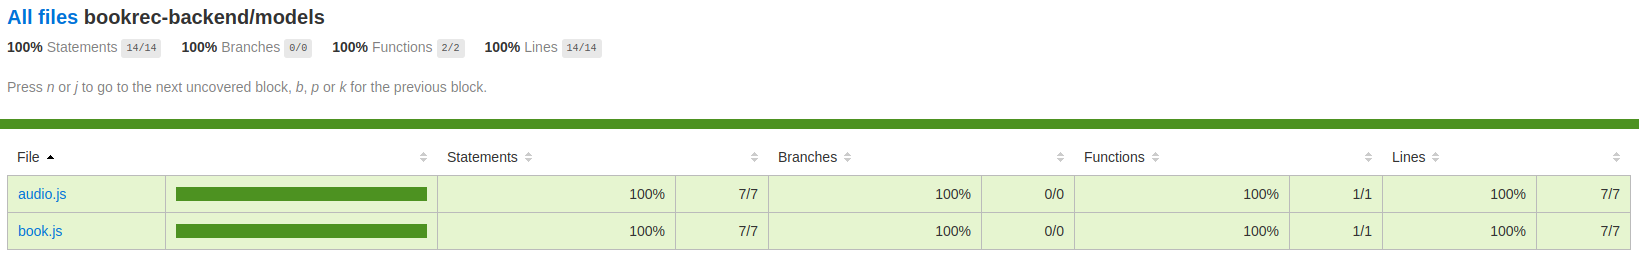 All files bookrec-backend/models
100% Statements 14/14 100% Branches 0/0 100% Functions 2/2 100% Lines 14/14
Press n or j to go to the next uncovered block, b, p or k for the previous block.
File Statements Branches Functions Lines
audio.js 100% 7/7 100% 0/0 100% 1/1 100% 7/7
book.js 100% 7/7 100% 0/0 100% 1/1 100% 7/7